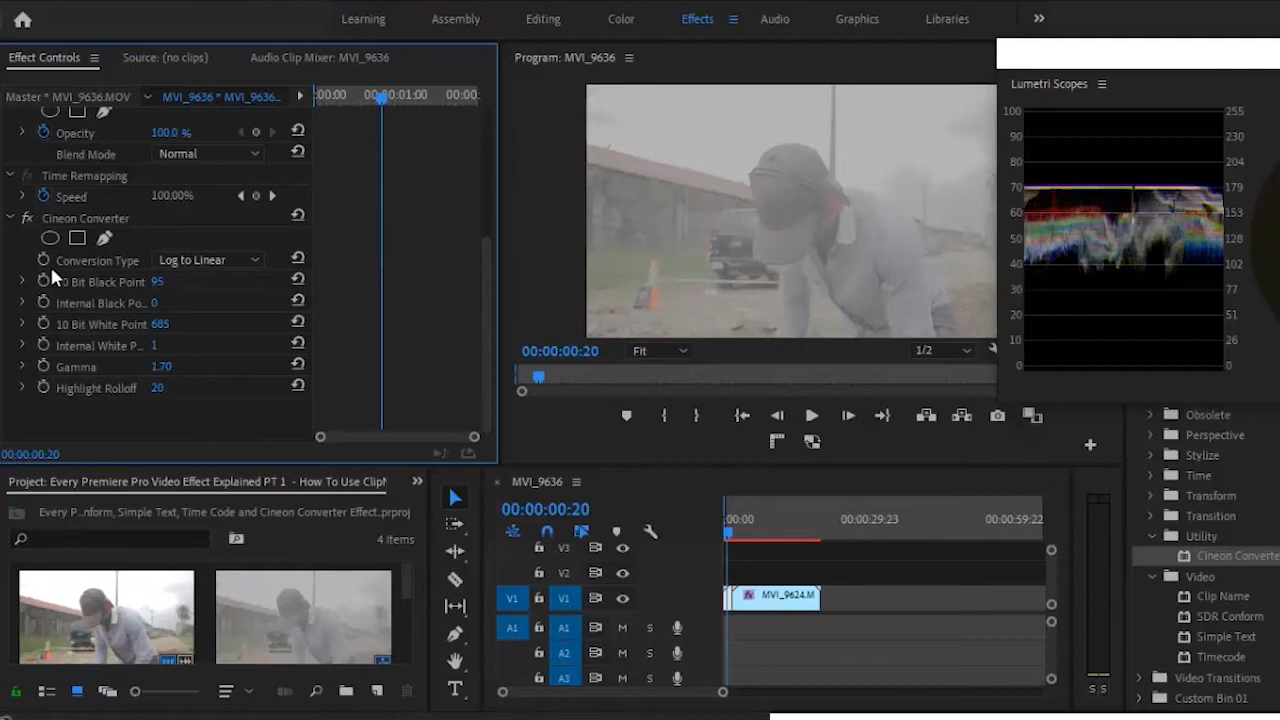 Learning Assembly Editing Color Effects Audio Graphics Libraries
Effect Controls Source: (no clips) Audio Clip Mixer: MVI_9636
Master * MVI_9636.MOV MVI_9636 * MVI_9636...
:00:00 00:00:01:00 00:00:
Opacity 100.0 %
Blend Mode Normal
Time Remapping
Speed 100.00%
fx Cineon Converter
Conversion Type Log to Linear
10 Bit Black Point 95
Internal Black Po... 0
10 Bit White Point 685
Internal White P... 1
Gamma 1.70
Highlight Rolloff 20
00:00:00:20
Program: MVI_9636
00:00:00:20 Fit 1/2
Lumetri Scopes
100 255
90 230
80 204
70 179
60 153
50 128
40 102
30 77
20 51
10 26
0 0
Project: Every Premiere Pro Video Effect Explained PT 1 - How To Use ClipN
Every P...nform, Simple Text, Time Code and Cineon Converter Effect.prproj
4 Items
MVI_9636
00:00:00:20
:00:00 00:00:29:23 00:00:59:22
V3
V2
V1 V1 MVI_9624.M
A1 A1 M S
A2 M S
A3 M S
S S
Obsolete
Perspective
Stylize
Time
Transform
Transition
Utility
Cineon Converte
Video
Clip Name
SDR Conform
Simple Text
Timecode
Video Transitions
Custom Bin 01